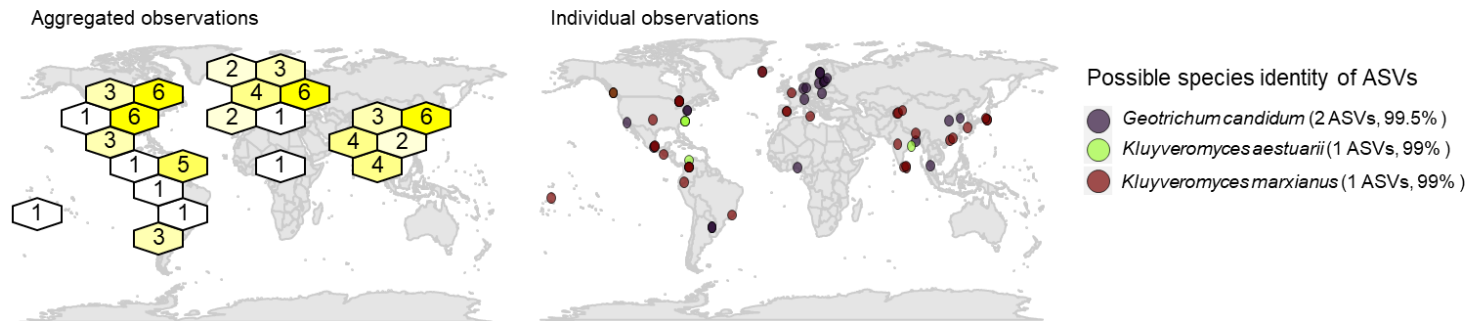 Aggregated observations
Individual observations
Possible species identity of ASVs
Geotrichum candidum (2 ASVs, 99.5% )
Kluyveromyces aestuarii (1 ASVs, 99% )
Kluyveromyces marxianus (1 ASVs, 99% )
2 3
3 6 4 6
1 6 2 1 3 6
3 4 2
1 5 1 4
1
1 1
3